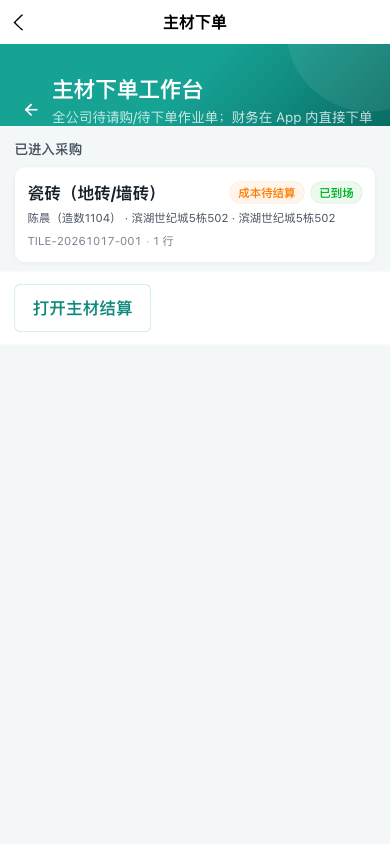 主材下单
主材下单工作台
全公司待请购/待下单作业单；财务在 App 内直接下单
已进入采购
瓷砖（地砖/墙砖） 成本待结算 已到场
陈晨（造数1104） · 滨湖世纪城5栋502 · 滨湖世纪城5栋502
TILE-20261017-001 · 1 行
打开主材结算